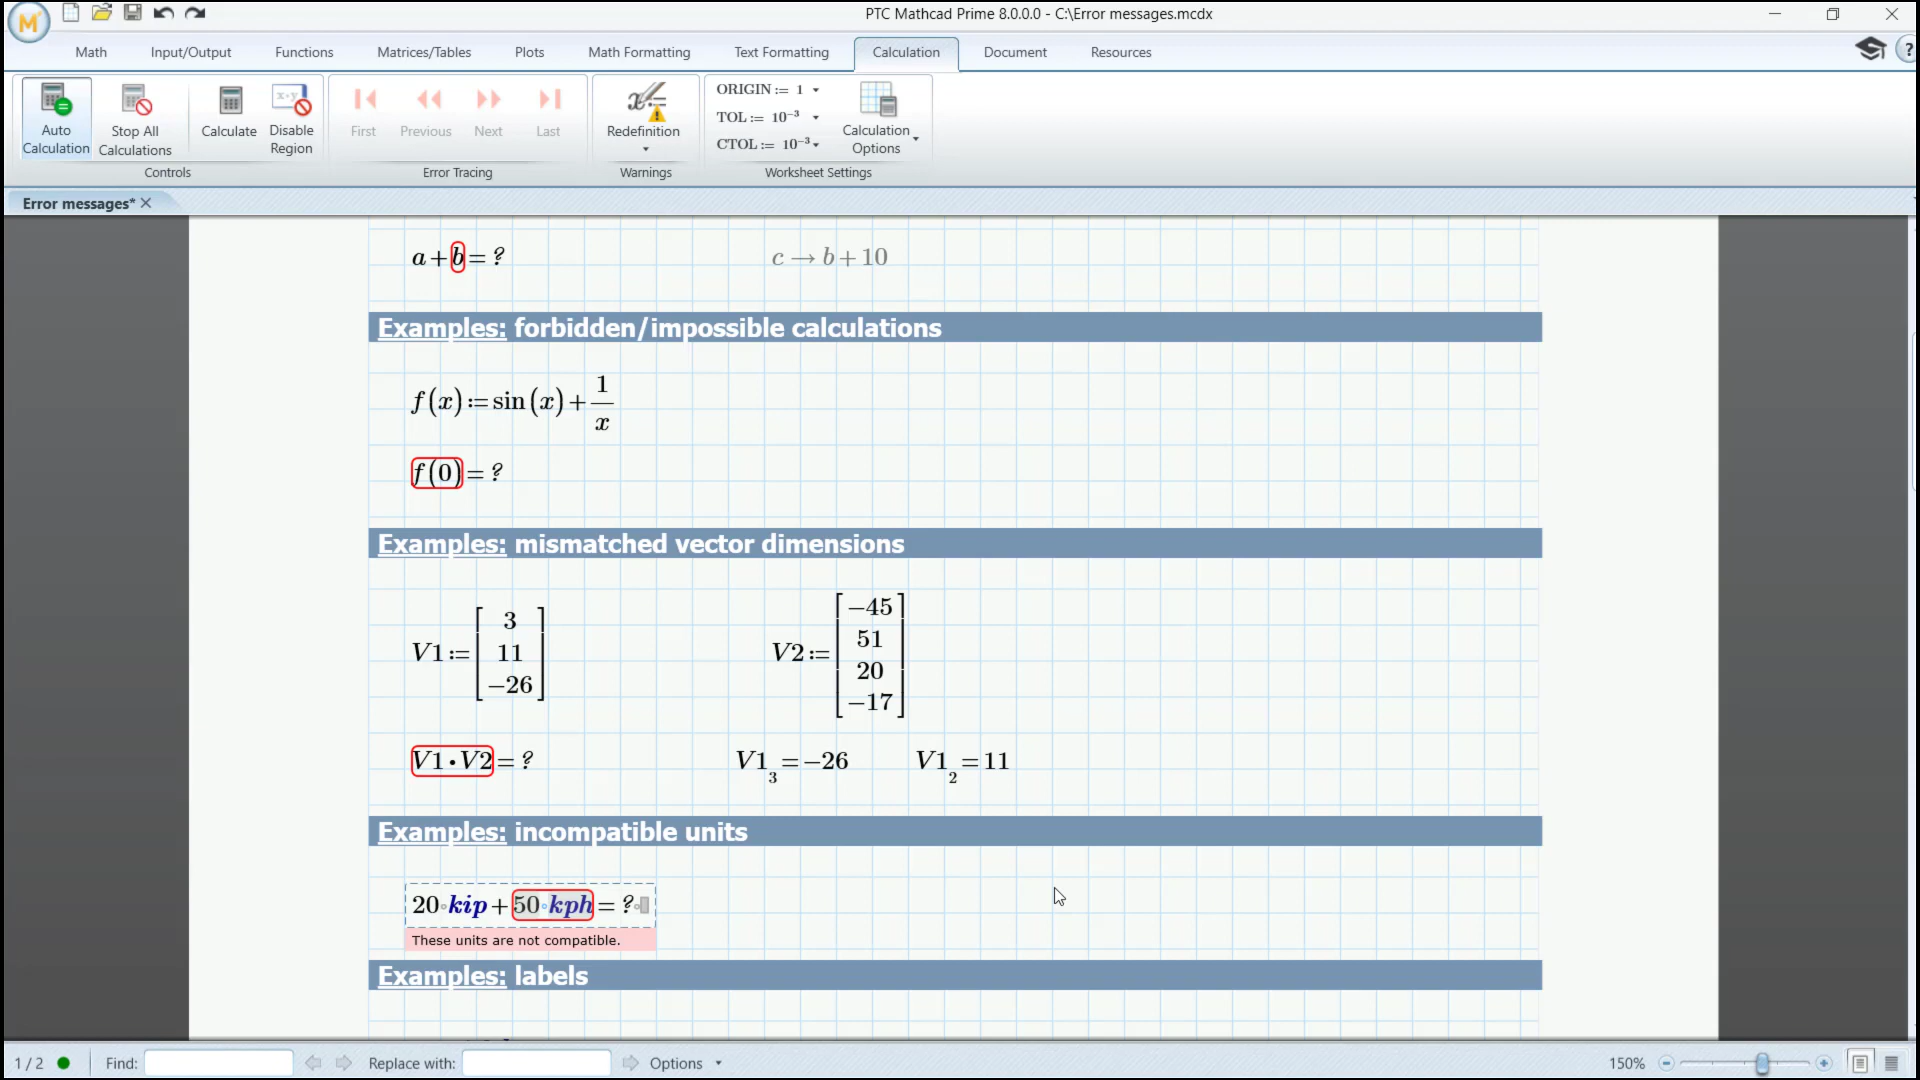 PTC Mathcad Prime 8.0.0.0 - C:\Error messages.mcdx
Math Input/Output Functions Matrices/Tables Plots Math Formatting Text Formatting Calculation Document Resources
Auto Calculation
Stop All Calculations
Calculate
Disable Region
Controls
First Previous Next Last
Error Tracing
Redefinition
Warnings
ORIGIN := 1
TOL := 10⁻³
CTOL := 10⁻³
Calculation Options
Worksheet Settings
Error messages*
a+b=?
c→b+10
Examples: forbidden/impossible calculations
f(x):=sin(x)+1/x
f(0)=?
Examples: mismatched vector dimensions
V1:=[3 11 −26]
V2:=[−45 51 20 −17]
V1·V2=?
V1₃=−26
V1₂=11
Examples: incompatible units
20·kip+50·kph=?
These units are not compatible.
Examples: labels
1 / 2 Find: Replace with: Options 150%